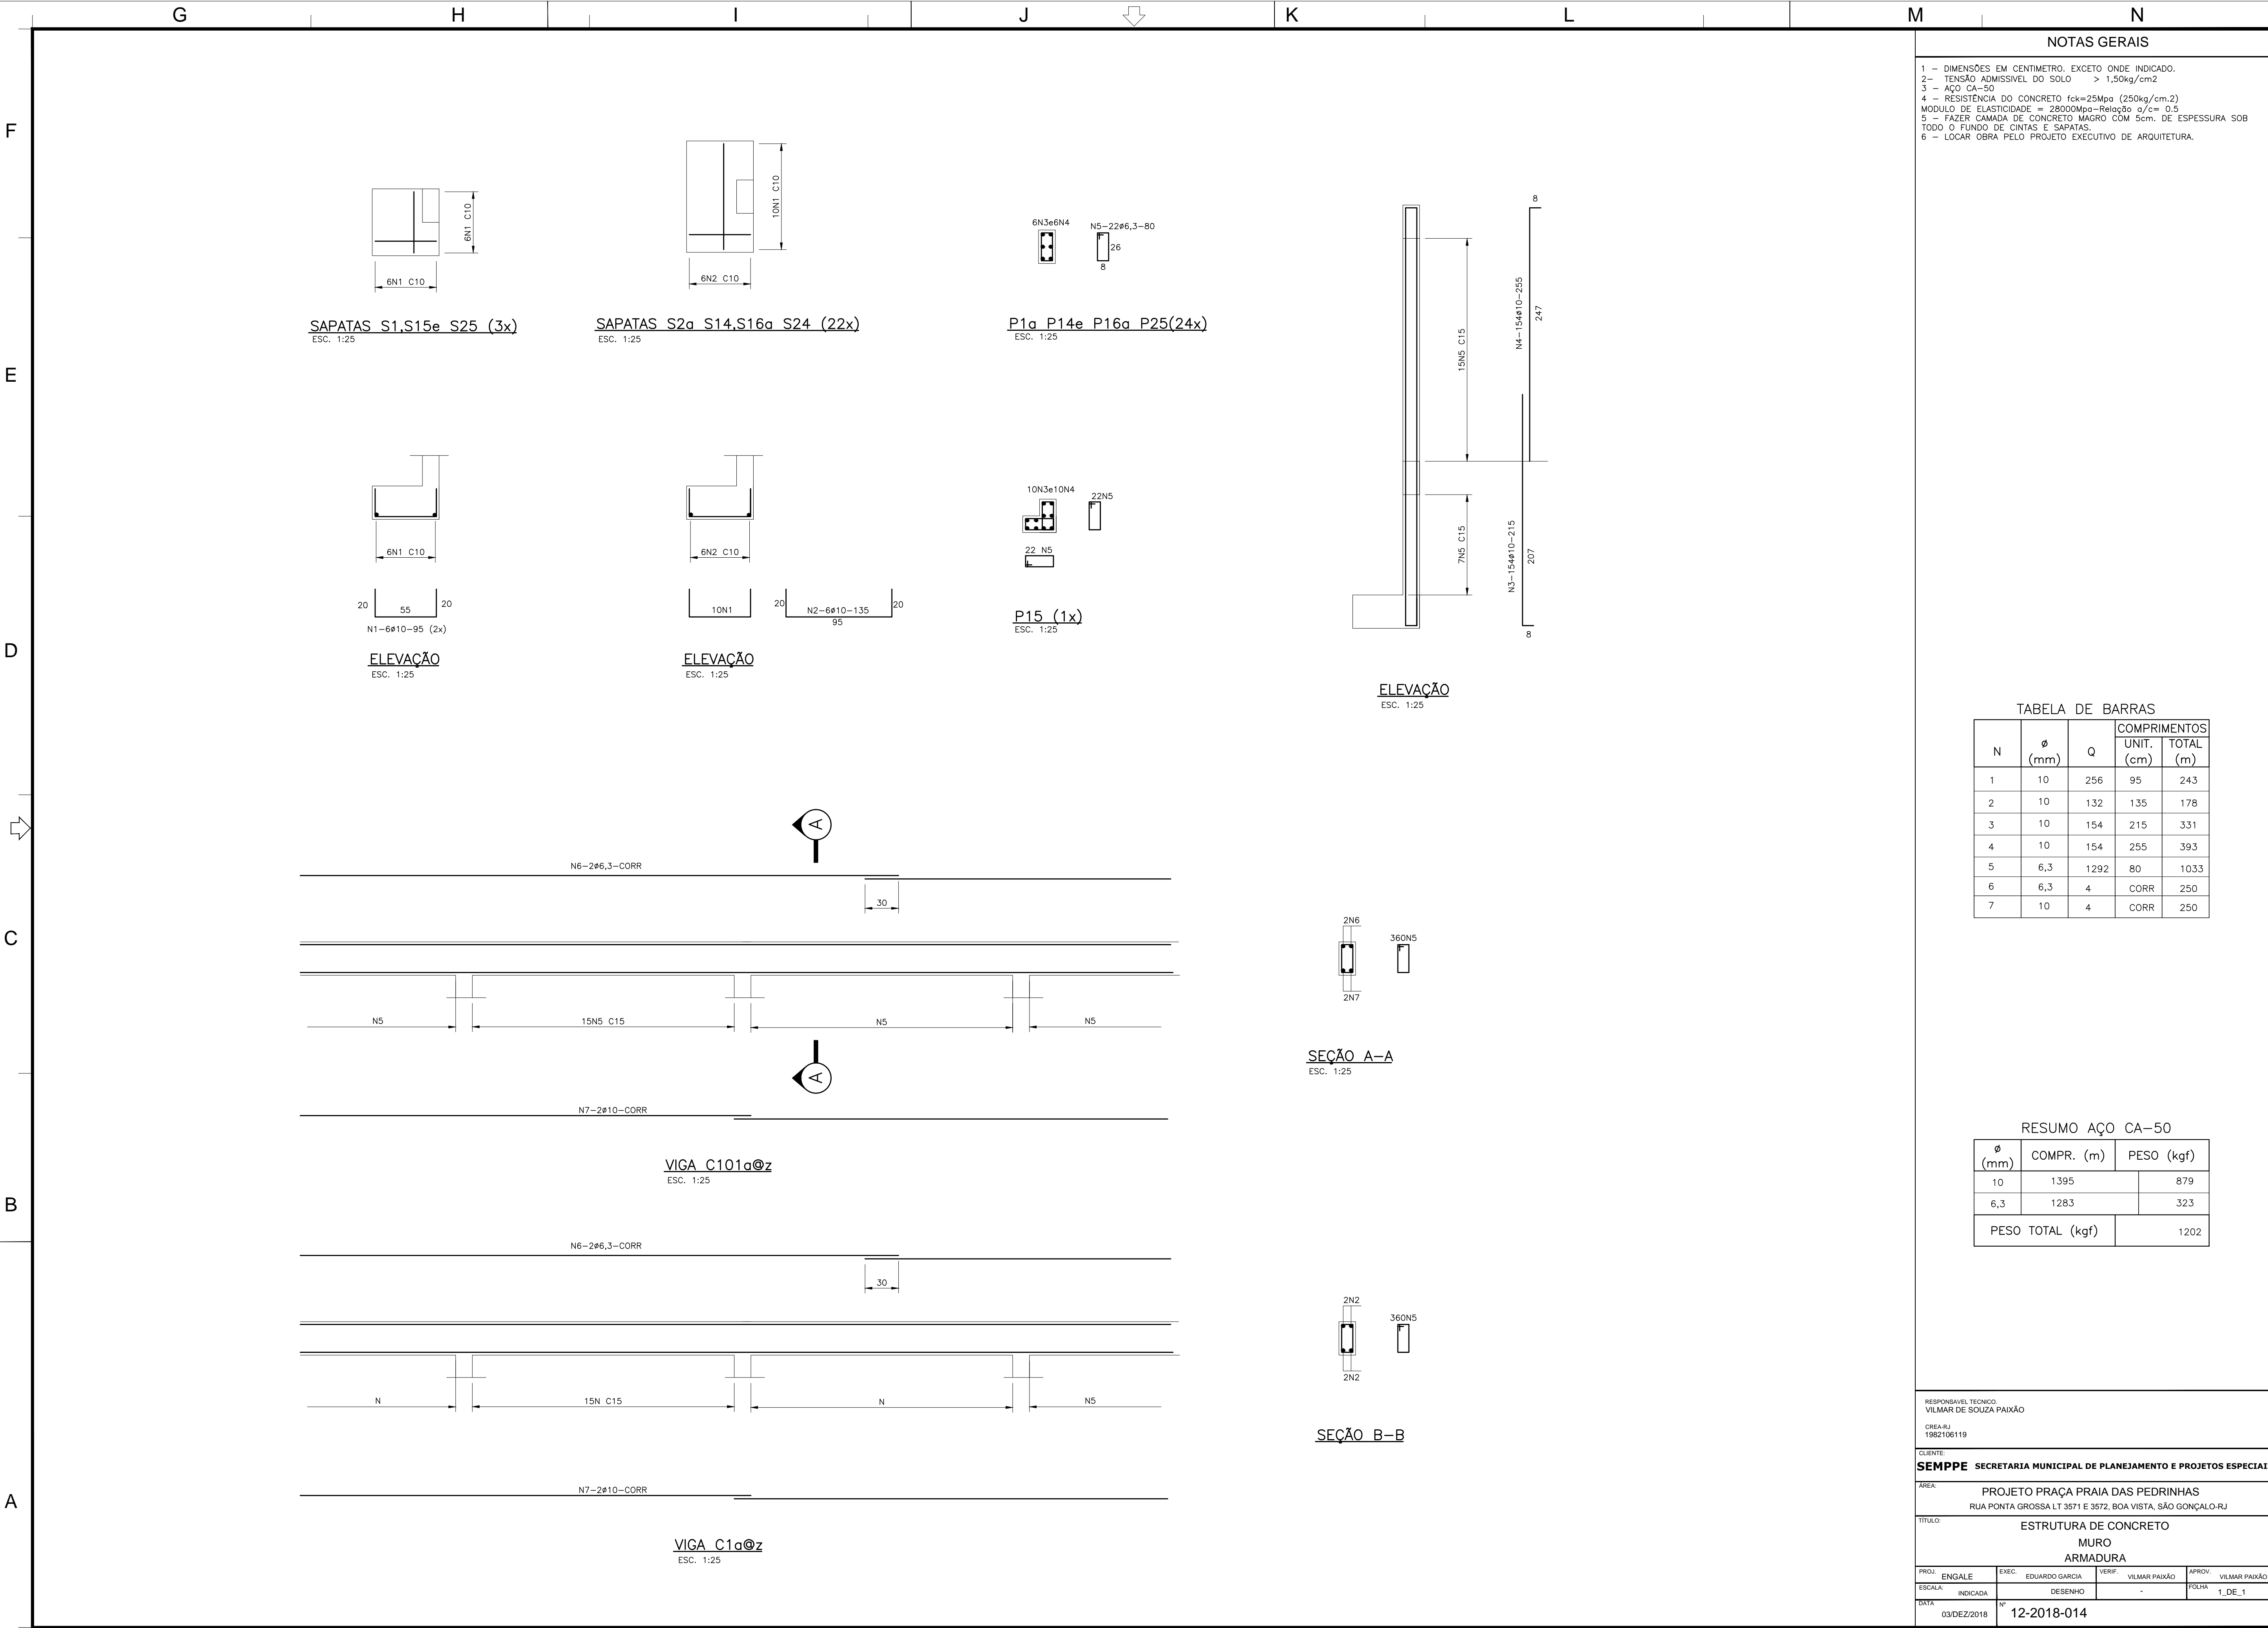 G H I J K L M N
F
E
D
C
B
A
6N1 C10
6N1 C10
SAPATAS S1,S15e S25 (3x)
ESC. 1:25
10N1 C10
6N2 C10
SAPATAS S2a S14,S16a S24 (22x)
ESC. 1:25
6N3e6N4
N5-22ø6,3-80
26
8
P1a P14e P16a P25(24x)
ESC. 1:25
6N1 C10
20
55
20
N1-6ø10-95 (2x)
ELEVAÇÃO
ESC. 1:25
6N2 C10
10N1
20
N2-6ø10-135
20
95
ELEVAÇÃO
ESC. 1:25
10N3e10N4
22N5
22 N5
P15 (1x)
ESC. 1:25
15N5 C15
7N5 C15
8
N4-154ø10-255
247
N3-154ø10-215
207
8
ELEVAÇÃO
ESC. 1:25
A
N6-2ø6,3-CORR
30
N5
15N5 C15
N5
N5
A
N7-2ø10-CORR
VIGA C101a@z
ESC. 1:25
2N6
360N5
2N7
SEÇÃO A-A
ESC. 1:25
N6-2ø6,3-CORR
30
N
15N C15
N
N5
N7-2ø10-CORR
VIGA C1a@z
ESC. 1:25
2N2
360N5
2N2
SEÇÃO B-B
NOTAS GERAIS
1 - DIMENSÕES EM CENTIMETRO. EXCETO ONDE INDICADO.
2- TENSÃO ADMISSIVEL DO SOLO > 1,50kg/cm2
3 - AÇO CA-50
4 - RESISTÊNCIA DO CONCRETO fck=25Mpa (250kg/cm.2)
MODULO DE ELASTICIDADE = 28000Mpa-Relação a/c= 0.5
5 - FAZER CAMADA DE CONCRETO MAGRO COM 5cm. DE ESPESSURA SOB
TODO O FUNDO DE CINTAS E SAPATAS.
6 - LOCAR OBRA PELO PROJETO EXECUTIVO DE ARQUITETURA.
TABELA DE BARRAS
COMPRIMENTOS
N ø (mm) Q UNIT. (cm) TOTAL (m)
1 10 256 95 243
2 10 132 135 178
3 10 154 215 331
4 10 154 255 393
5 6,3 1292 80 1033
6 6,3 4 CORR 250
7 10 4 CORR 250
RESUMO AÇO CA-50
ø (mm) COMPR. (m) PESO (kgf)
10 1395 879
6,3 1283 323
PESO TOTAL (kgf) 1202
RESPONSAVEL TECNICO.
VILMAR DE SOUZA PAIXÃO
CREA-RJ
1982106119
CLIENTE:
SEMPPE SECRETARIA MUNICIPAL DE PLANEJAMENTO E PROJETOS ESPECIAI
ÁREA:
PROJETO PRAÇA PRAIA DAS PEDRINHAS
RUA PONTA GROSSA LT 3571 E 3572, BOA VISTA, SÃO GONÇALO-RJ
TÍTULO:
ESTRUTURA DE CONCRETO
MURO
ARMADURA
PROJ. ENGALE EXEC. EDUARDO GARCIA VERIF. VILMAR PAIXÃO APROV. VILMAR PAIXÃO
ESCALA: INDICADA DESENHO - FOLHA 1_DE_1
DATA 03/DEZ/2018 Nº 12-2018-014